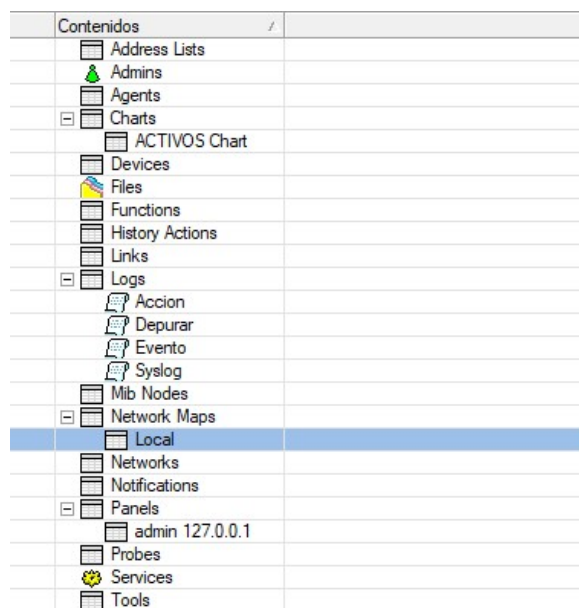 Contenidos
Address Lists
Admins
Agents
Charts
ACTIVOS Chart
Devices
Files
Functions
History Actions
Links
Logs
Accion
Depurar
Evento
Syslog
Mib Nodes
Network Maps
Local
Networks
Notifications
Panels
admin 127.0.0.1
Probes
Services
Tools